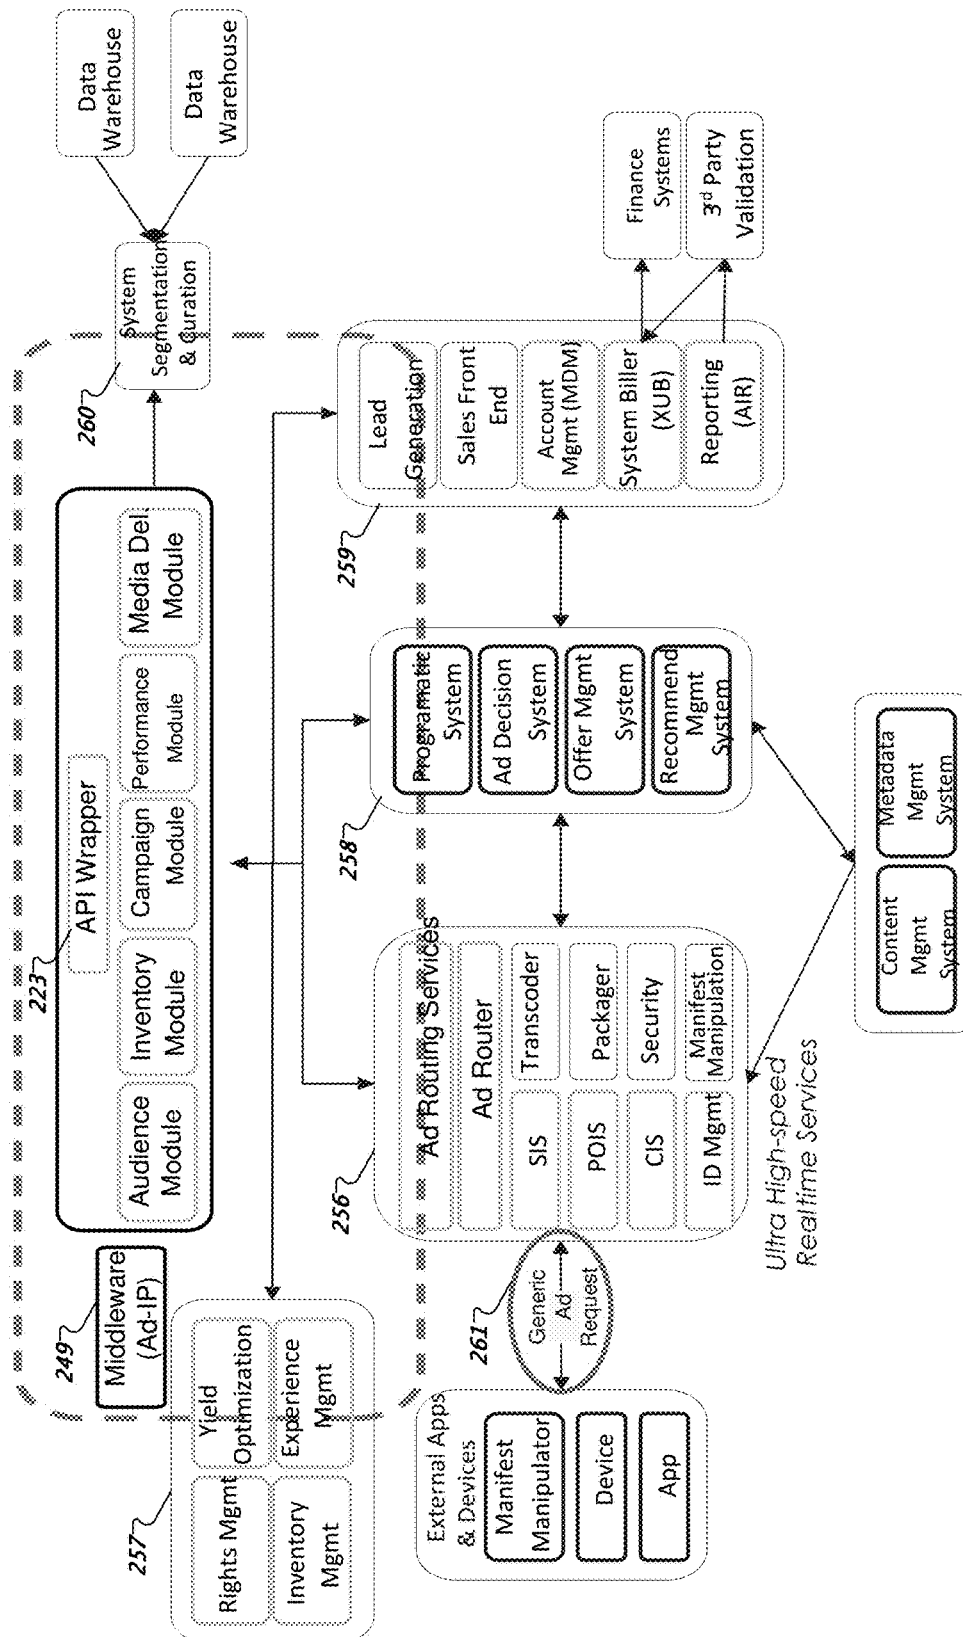 249
Middleware
(Ad-IP)
223
API Wrapper
Audience
Module
Inventory
Module
Campaign
Module
Performance
Module
Media Del.
Module
260
System
Segmentation
& Curation
Data
Warehouse
Data
Warehouse
257
Rights Mgmt
Yield
Optimization
Inventory
Mgmt
Experience
Mgmt
256
Ad Routing Services
Ad Router
SIS
Transcoder
POIS
Packager
CIS
Security
ID Mgmt
Manifest
Manipulation
Ultra High-speed
Realtime Services
258
Programatic
System
Ad Decision
System
Offer Mgmt
System
Recommend
Mgmt
System
259
Lead
Generation
Sales Front
End
Account
Mgmt (MDM)
System Biller
(XUB)
Reporting
(AIR)
Finance
Systems
3rd Party
Validation
External Apps
& Devices
Manifest
Manipulator
Device
App
261
Generic
Ad
Request
Content
Mgmt
System
Metadata
Mgmt
System